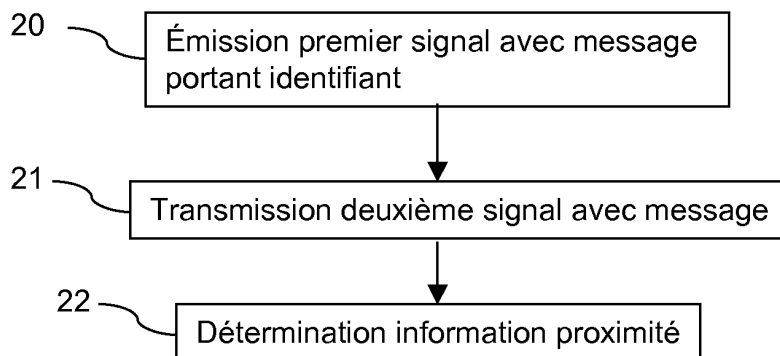 20
Émission premier signal avec message
portant identifiant
21
Transmission deuxième signal avec message
22
Détermination information proximité